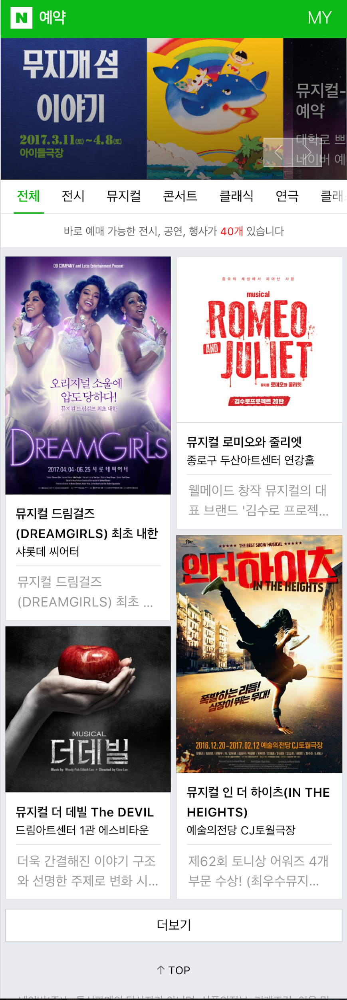 N 예약
MY
무지개 섬
이야기
2017.3.11(토)~4.8(토)
아이들극장
뮤지컬-
예약
대학로 쁘
네이버 예
전체 전시 뮤지컬 콘서트 클래식 연극 클래
바로 예매 가능한 전시, 공연, 행사가 40개 있습니다
OD COMPANY and Lotte Entertainment Present
오리지널 소울에
압도당하다!
뮤지컬 드림걸즈 최초 내한
DREAMGIRLS
2017.04.04-06.25 샤롯데씨어터
뮤지컬 드림걸즈
(DREAMGIRLS) 최초 내한
샤롯데 씨어터
뮤지컬 드림걸즈
(DREAMGIRLS) 최초 ...
증오의 세상에서 피어난 사랑
musical
ROMEO
AND
JULIET
뮤지컬 로미오와 줄리엣
김수로프로젝트 20탄
뮤지컬 로미오와 줄리엣
종로구 두산아트센터 연강홀
웰메이드 창작 뮤지컬의 대
표 브랜드 '김수로 프로젝...
DEVIL
MUSICAL
더데빌
Music by Woody Pak Gihieh Lee + Directed by Gina Lee
뮤지컬 더 데빌 The DEVIL
드림아트센터 1관 에스비타운
더욱 간결해진 이야기 구조
와 선명한 주제로 변화 시...
SM
★★★★★ THE BEST SHOW MUSICAL ★★★★★
인더하이츠
IN THE HEIGHTS
폭발하는 리듬!
심장이 뛰는 무대!
2016.12.20-2017.02.12 예술의전당 CJ토월극장
뮤지컬 인 더 하이츠(IN THE
HEIGHTS)
예술의전당 CJ토월극장
제62회 토니상 어워즈 4개
부문 수상! (최우수뮤지...
더보기
↑ TOP